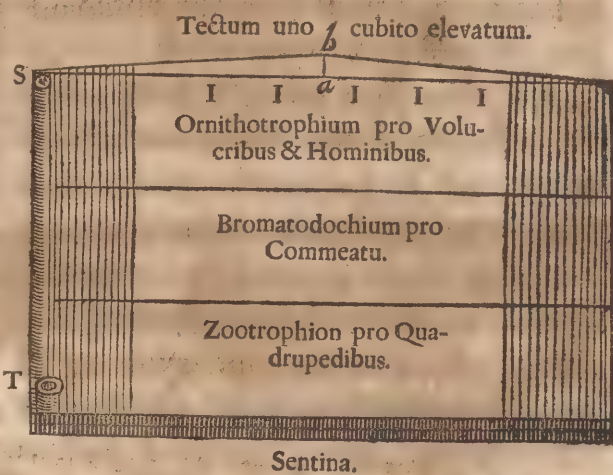 Tectum uno b cubito elevatum.
S
a
I I I I I
Ornithotrophium pro Volu-
cribus & Hominibus.
Bromatodochium pro
Commeatu.
Zootrophion pro Qua-
drupedibus.
T
Sentina.